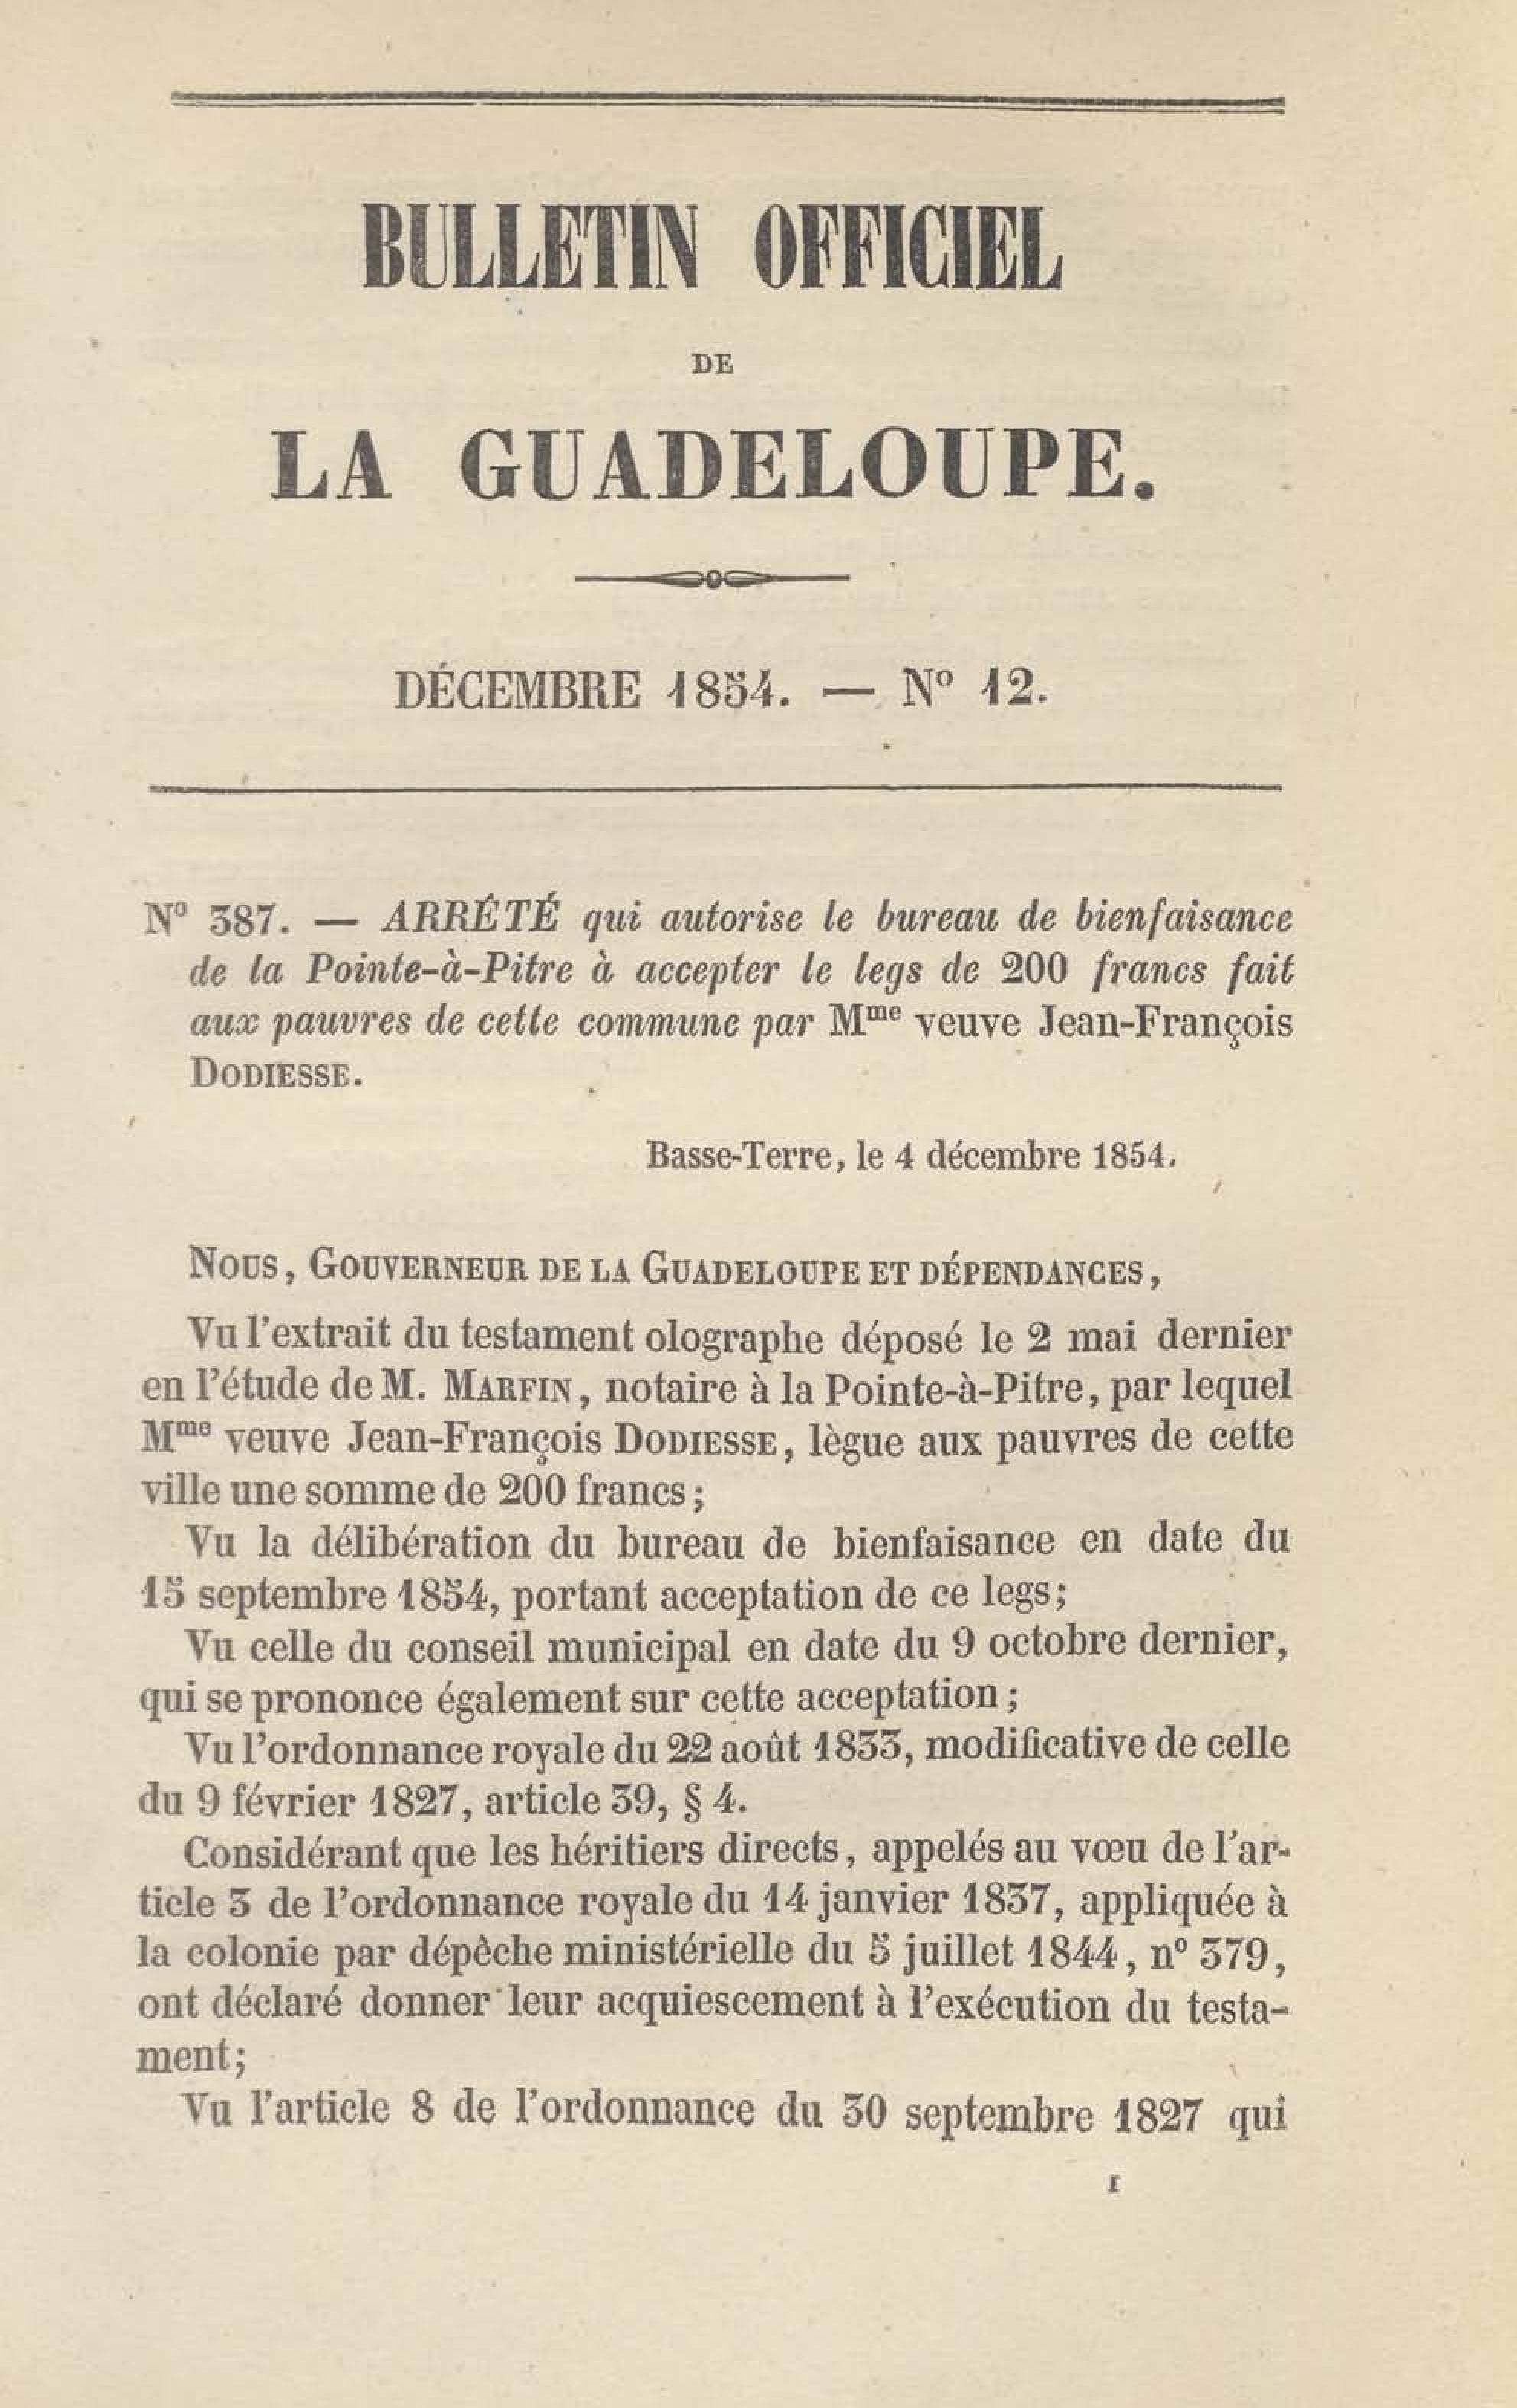 BULLETIN OFFICIEL
DE
LA GUADELOUPE.
DÉCEMBRE 1854. — Nº 12.
Nº 387. — ARRÊTÉ qui autorise le bureau de bienfaisance
de la Pointe-à-Pitre à accepter le legs de 200 francs fait
aux pauvres de cette commune par Mme veuve Jean-François
DODIESSE.
Basse-Terre, le 4 décembre 1854.
NOUS, GOUVERNEUR DE LA GUADELOUPE ET DÉPENDANCES,
Vu l'extrait du testament olographe déposé le 2 mai dernier
en l'étude de M. MARFIN, notaire à la Pointe-à-Pitre, par lequel
Mme veuve Jean-François DODIESSE, lègue aux pauvres de cette
ville une somme de 200 francs;
Vu la délibération du bureau de bienfaisance en date du
15 septembre 1854, portant acceptation de ce legs;
Vu celle du conseil municipal en date du 9 octobre dernier,
qui se prononce également sur cette acceptation;
Vu l'ordonnance royale du 22 août 1833, modificative de celle
du 9 février 1827, article 39, § 4.
Considérant que les héritiers directs, appelés au vœu de l'ar-
ticle 3 de l'ordonnance royale du 14 janvier 1837, appliquée à
la colonie par dépêche ministérielle du 5 juillet 1844, nº 379,
ont déclaré donner leur acquiescement à l'exécution du testa-
ment;
Vu l'article 8 de l'ordonnance du 30 septembre 1827 qui
I